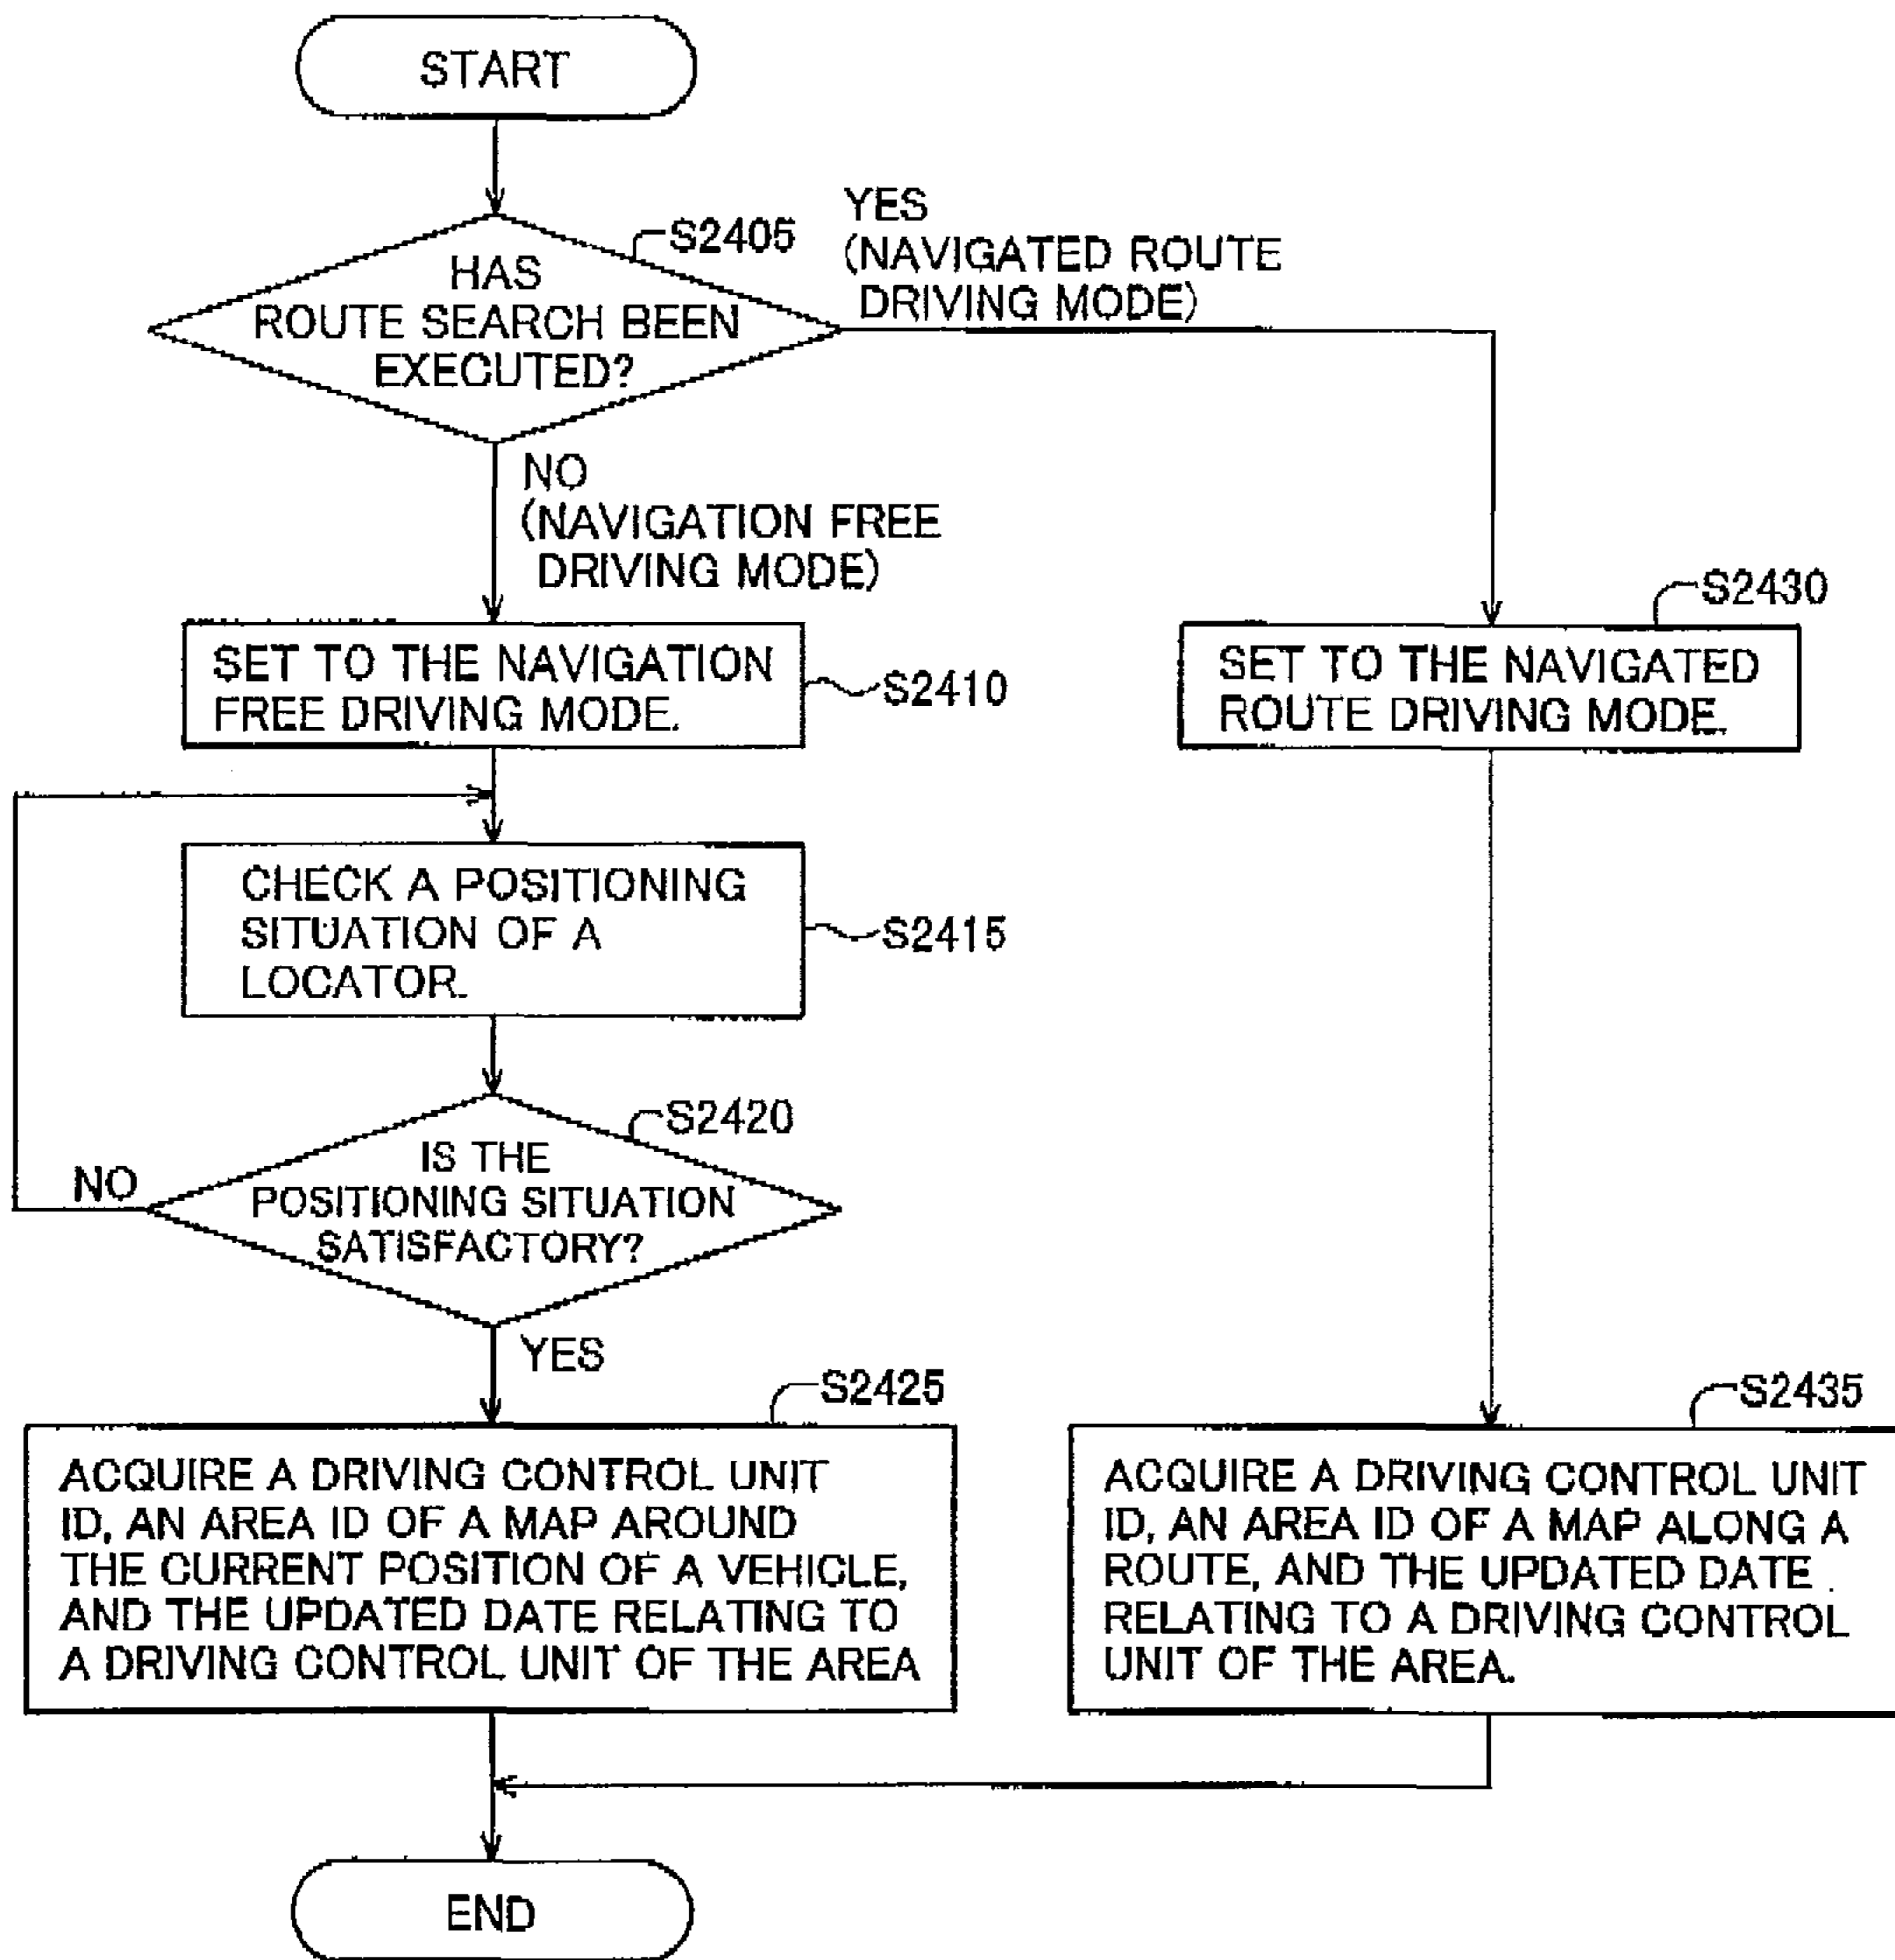 START
S2405
HAS
ROUTE SEARCH BEEN
EXECUTED?
YES
(NAVIGATED ROUTE
DRIVING MODE)
NO
(NAVIGATION FREE
DRIVING MODE)
SET TO THE NAVIGATION
FREE DRIVING MODE.
S2410
S2430
SET TO THE NAVIGATED
ROUTE DRIVING MODE.
CHECK A POSITIONING
SITUATION OF A
LOCATOR.
S2415
S2420
IS THE
POSITIONING SITUATION
SATISFACTORY?
NO
YES
S2425
ACQUIRE A DRIVING CONTROL UNIT
ID, AN AREA ID OF A MAP AROUND
THE CURRENT POSITION OF A VEHICLE,
AND THE UPDATED DATE RELATING TO
A DRIVING CONTROL UNIT OF THE AREA
S2435
ACQUIRE A DRIVING CONTROL UNIT
ID, AN AREA ID OF A MAP ALONG A
ROUTE, AND THE UPDATED DATE
RELATING TO A DRIVING CONTROL
UNIT OF THE AREA.
END